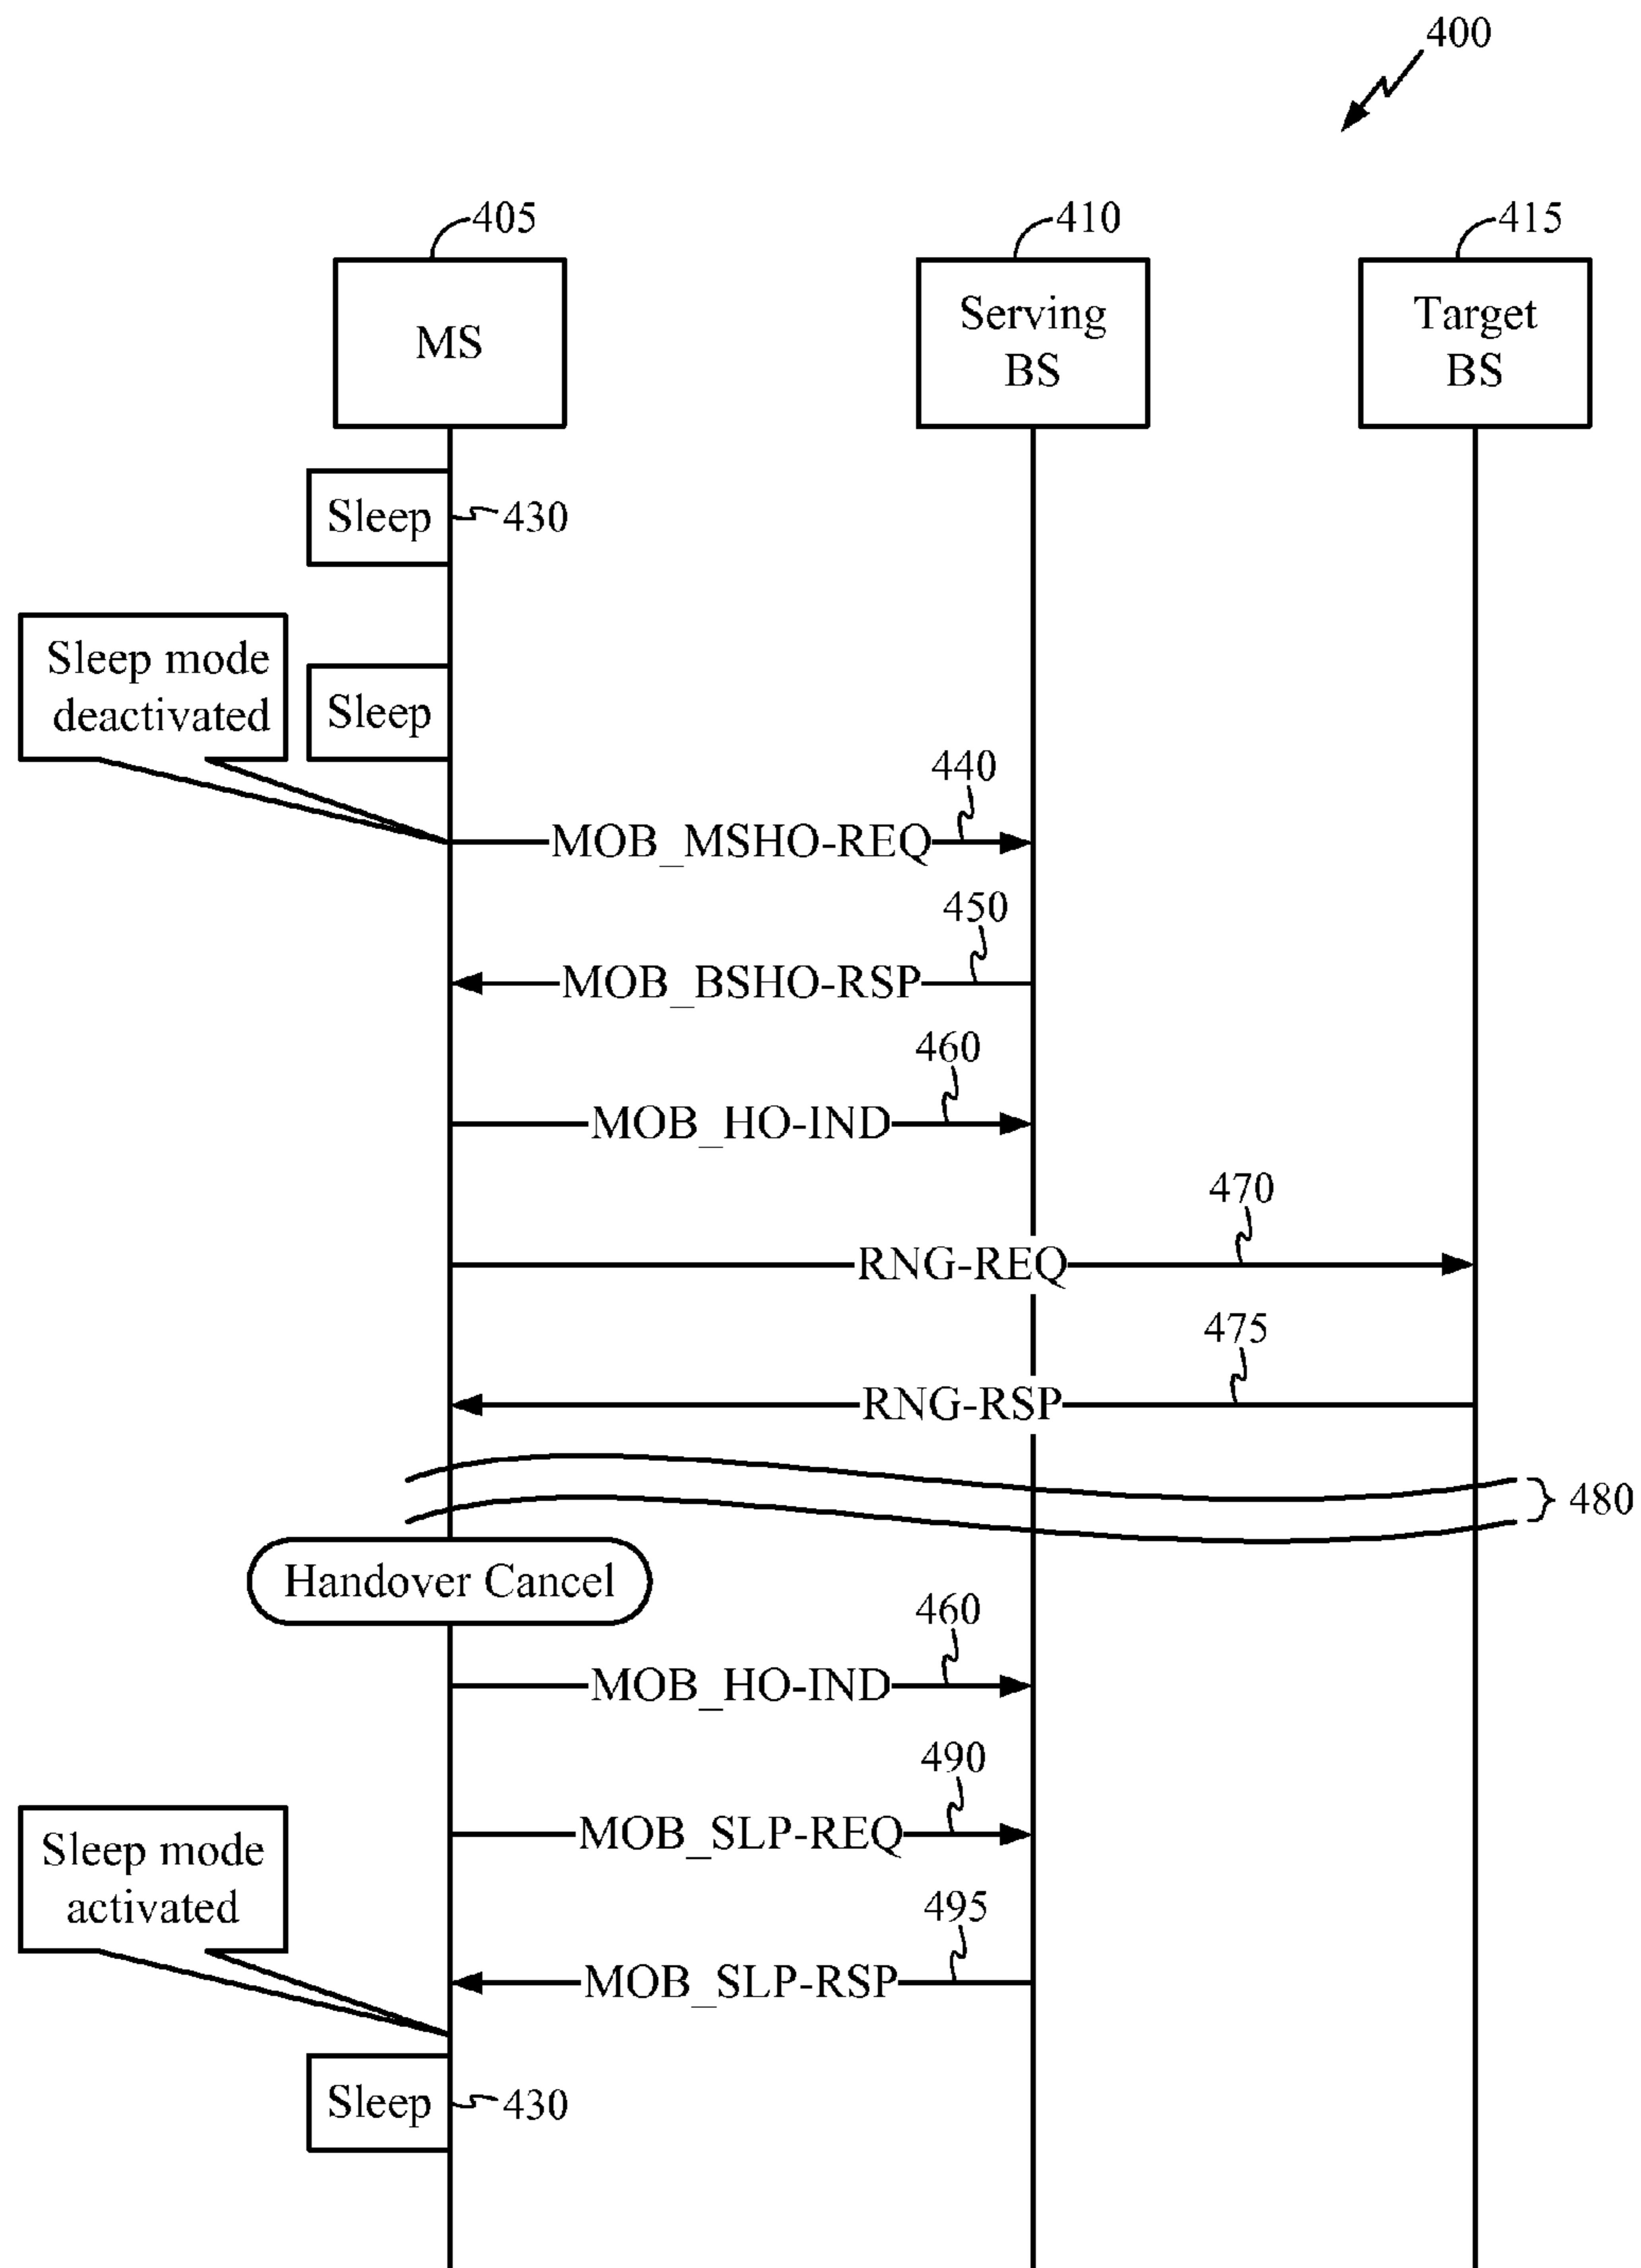 400
405
410
415
MS
Serving
BS
Target
BS
Sleep
430
Sleep mode
deactivated
Sleep
440
MOB_MSHO-REQ
450
MOB_BSHO-RSP
460
MOB_HO-IND
470
RNG-REQ
475
RNG-RSP
480
Handover Cancel
460
MOB_HO-IND
490
MOB_SLP-REQ
Sleep mode
activated
495
MOB_SLP-RSP
Sleep
430